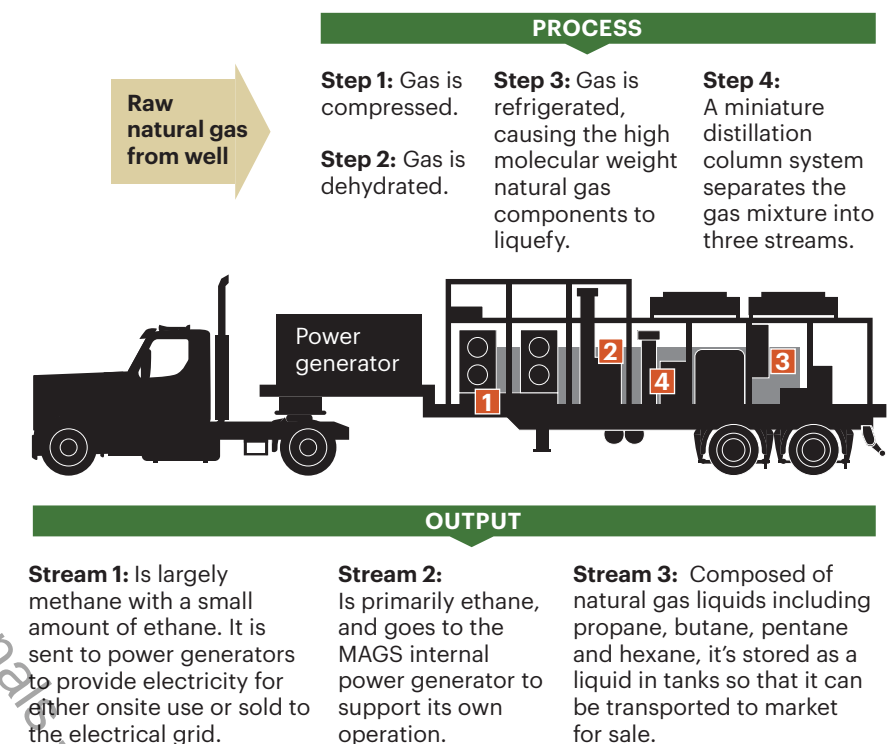 PROCESS
Raw
natural gas
from well
Step 1: Gas is
compressed.
Step 2: Gas is
dehydrated.
Step 3: Gas is
refrigerated,
causing the high
molecular weight
natural gas
components to
liquefy.
Step 4:
A miniature
distillation
column system
separates the
gas mixture into
three streams.
Power
generator
1
2
4
3
OUTPUT
Stream 1: Is largely
methane with a small
amount of ethane. It is
sent to power generators
to provide electricity for
either onsite use or sold to
the electrical grid.
Stream 2:
Is primarily ethane,
and goes to the
MAGS internal
power generator to
support its own
operation.
Stream 3: Composed of
natural gas liquids including
propane, butane, pentane
and hexane, it's stored as a
liquid in tanks so that it can
be transported to market
for sale.